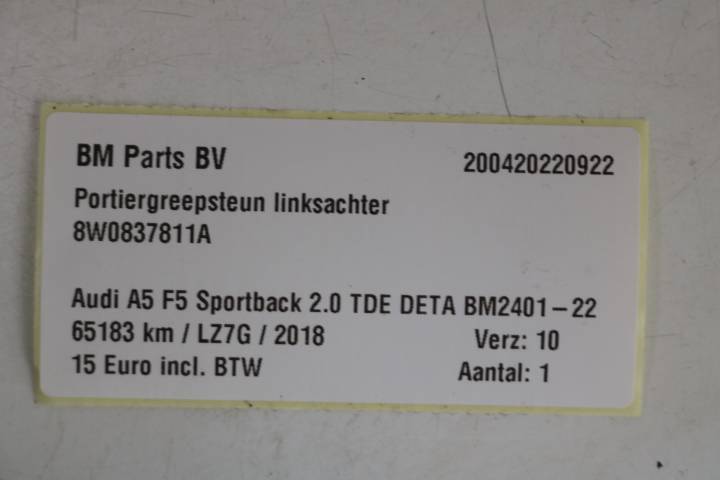 BM Parts BV 200420220922
Portiergreepsteun linksachter
8W0837811A
Audi A5 F5 Sportback 2.0 TDE DETA BM2401-22
65183 km / LZ7G / 2018 Verz: 10
15 Euro incl. BTW Aantal: 1